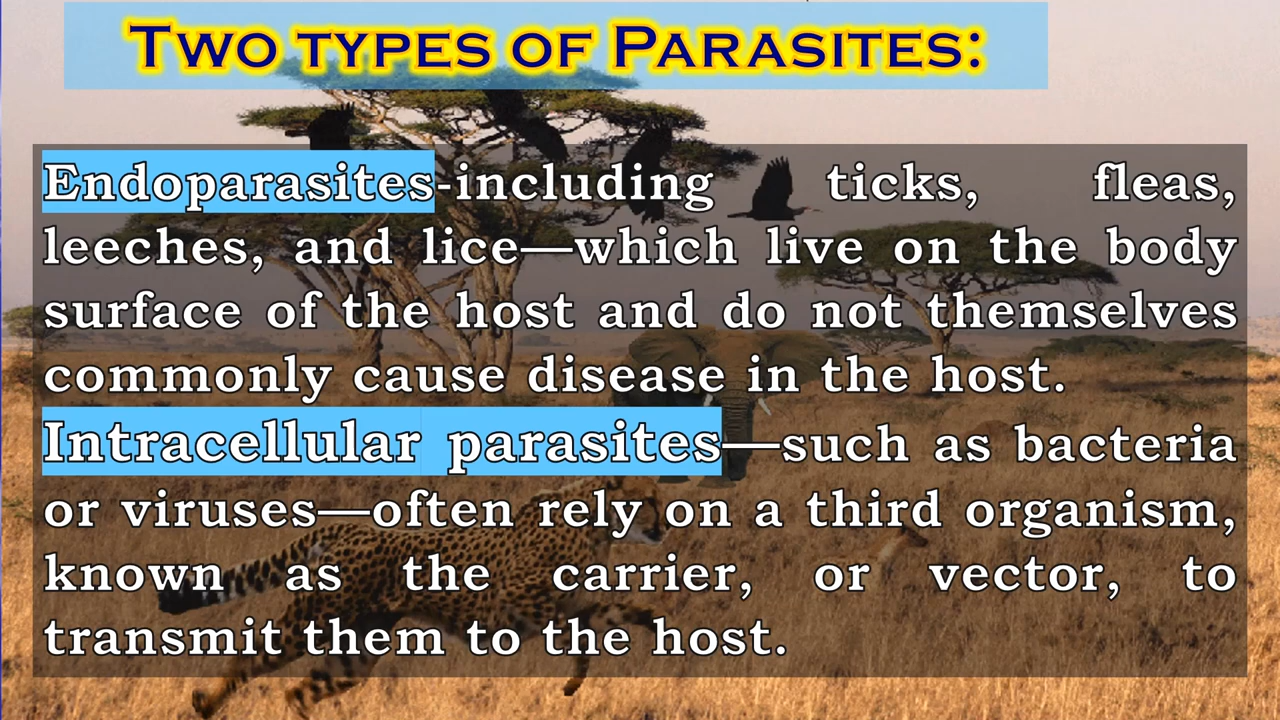 Two types of Parasites:
Endoparasites-including ticks, fleas,
leeches, and lice—which live on the body
surface of the host and do not themselves
commonly cause disease in the host.
Intracellular parasites—such as bacteria
or viruses—often rely on a third organism,
known as the carrier, or vector, to
transmit them to the host.